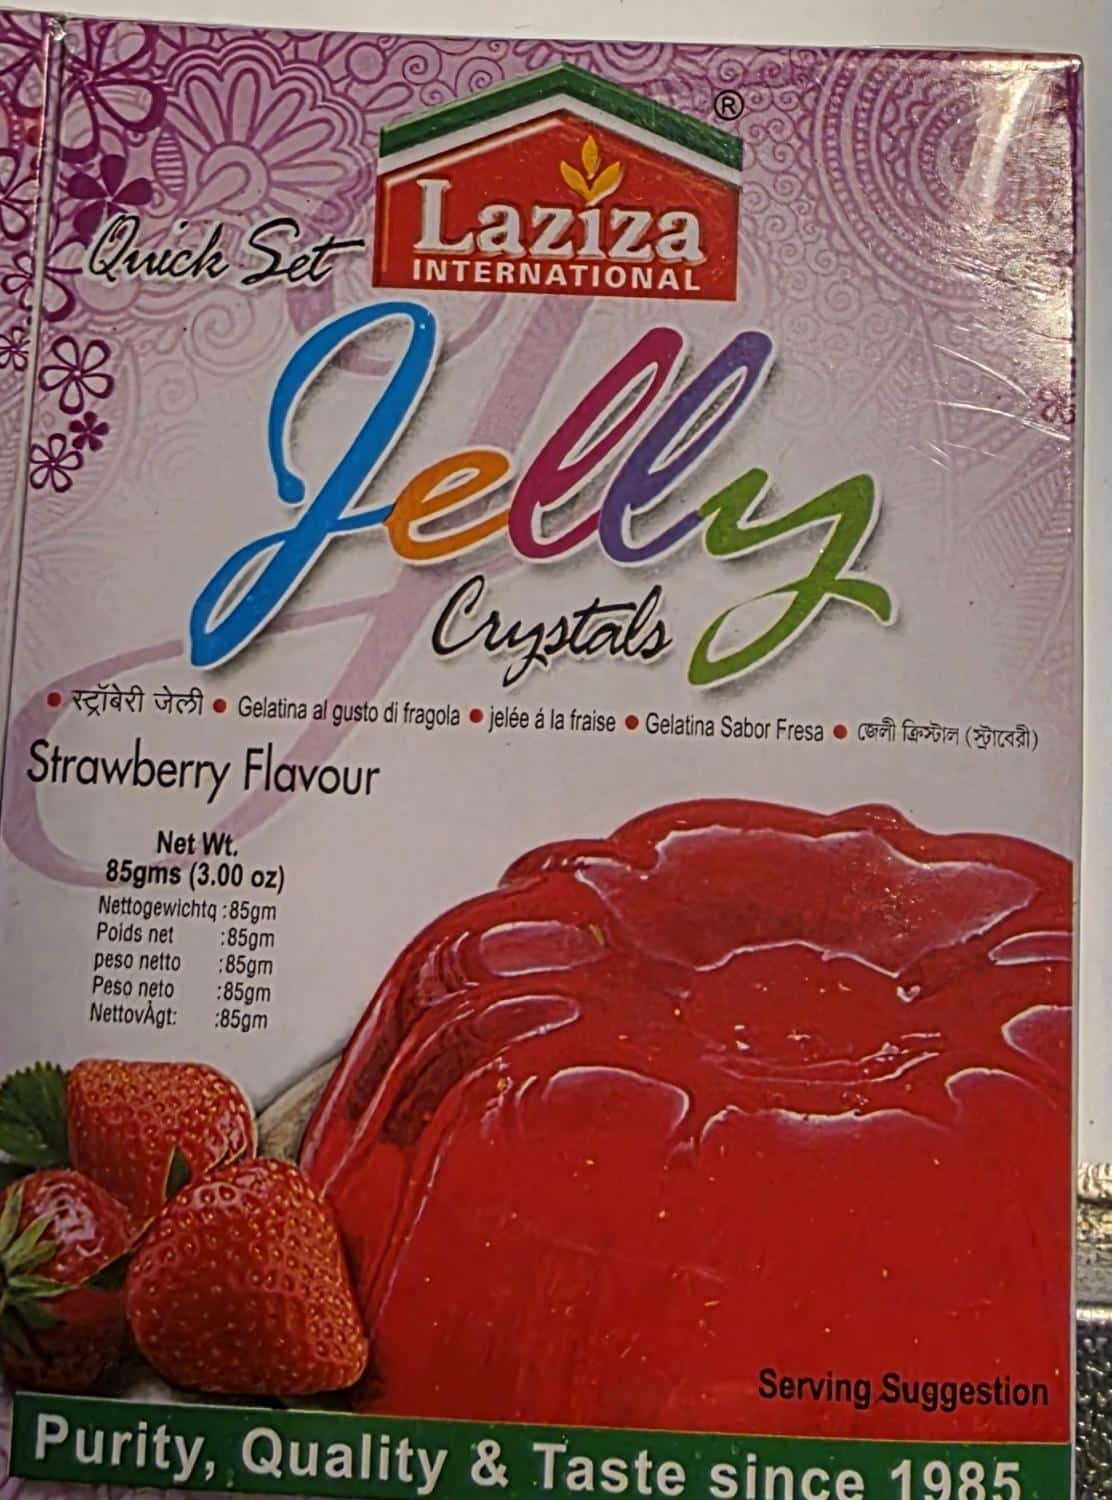 Laziza
INTERNATIONAL
®
Quick Set
Jelly
Crystals
• स्ट्रॉबेरी जेली • Gelatina al gusto di fragola • jelée á la fraise • Gelatina Sabor Fresa • জেলী ক্রিস্টাল (স্ট্রাবেরী)
Strawberry Flavour
Net Wt.
85gms (3.00 oz)
Nettogewichtq :85gm
Poids net :85gm
peso netto :85gm
Peso neto :85gm
NettovÀgt: :85gm
Serving Suggestion
Purity, Quality & Taste since 1985